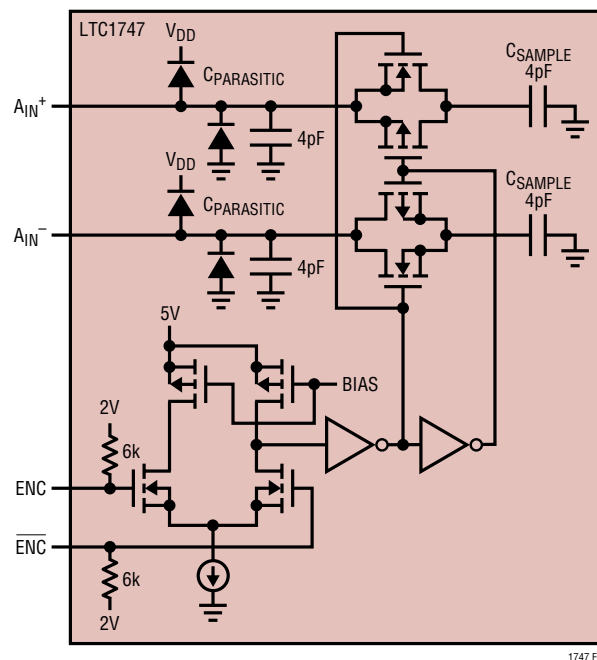 LTC1747
VDD
CPARASITIC
CSAMPLE
4pF
AIN+
4pF
VDD
CPARASITIC
CSAMPLE
4pF
AIN–
4pF
5V
BIAS
2V
6k
ENC
ENC
6k
2V